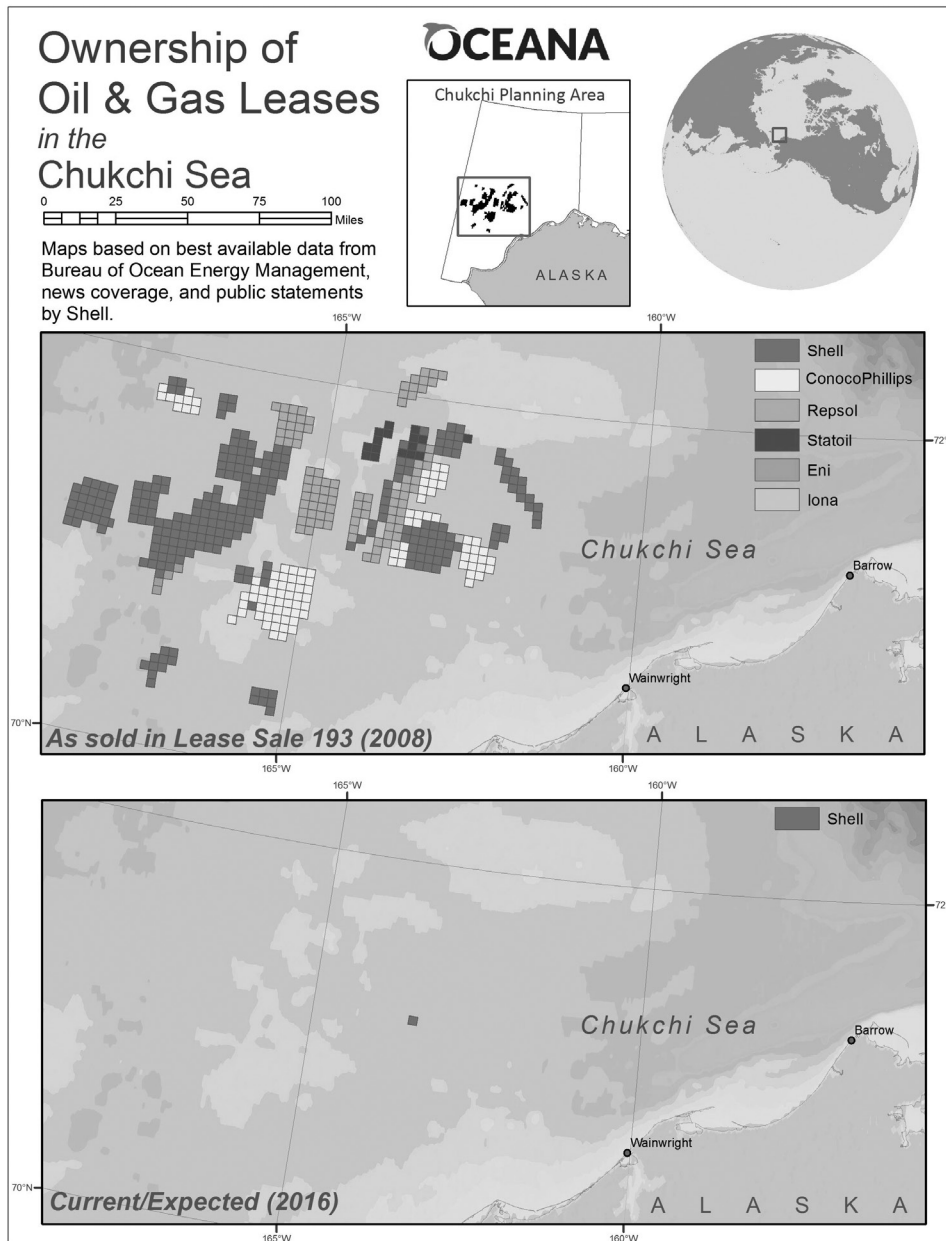 Ownership of
Oil & Gas Leases
in the
Chukchi Sea
0 25 50 75 100
Miles
Maps based on best available data from
Bureau of Ocean Energy Management,
news coverage, and public statements
by Shell.
OCEANA
Chukchi Planning Area
ALASKA
165°W 160°W
Shell
ConocoPhillips
Repsol
Statoil
Eni
Iona
72°
Chukchi Sea
Barrow
Wainwright
70°N
As sold in Lease Sale 193 (2008)
ALASKA
165°W 160°W
165°W 160°W
Shell
72°
Chukchi Sea
Barrow
Wainwright
70°N
Current/Expected (2016)
ALASKA
165°W 160°W